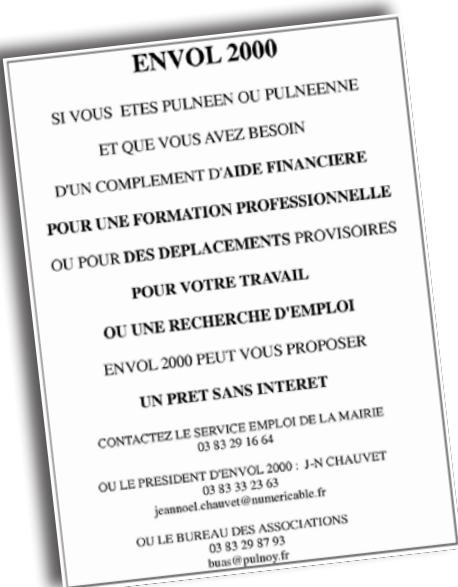 ENVOL 2000
SI VOUS ETES PULNEEN OU PULNEENNE
ET QUE VOUS AVEZ BESOIN
D'UN COMPLEMENT D'AIDE FINANCIERE
POUR UNE FORMATION PROFESSIONNELLE
OU POUR DES DEPLACEMENTS PROVISOIRES
POUR VOTRE TRAVAIL
OU UNE RECHERCHE D'EMPLOI
ENVOL 2000 PEUT VOUS PROPOSER
UN PRET SANS INTERET
CONTACTEZ LE SERVICE EMPLOI DE LA MAIRIE
03 83 29 16 64
OU LE PRESIDENT D'ENVOL 2000 : J-N CHAUVET
03 83 33 23 63
jeannoel.chauvet@numericable.fr
OU LE BUREAU DES ASSOCIATIONS
03 83 29 87 93
buas@pulnoy.fr